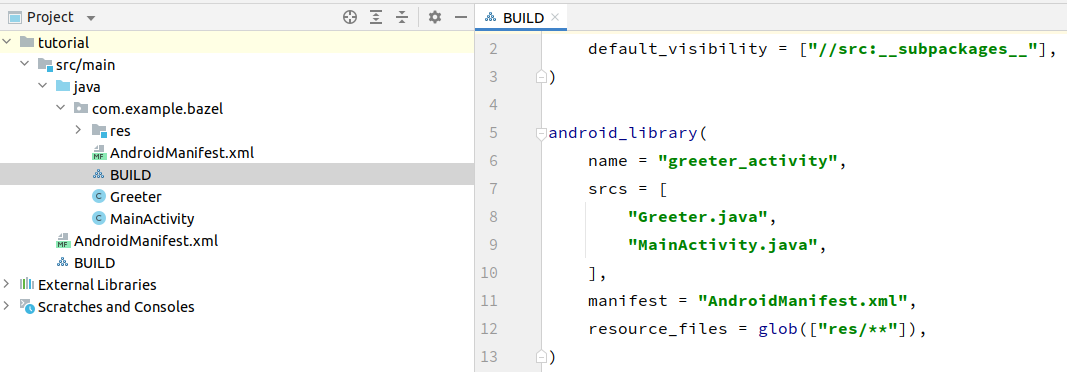 Project
tutorial
src/main
java
com.example.bazel
res
MF AndroidManifest.xml
BUILD
C Greeter
C MainActivity
MF AndroidManifest.xml
BUILD
External Libraries
Scratches and Consoles
BUILD
2 default_visibility = ["//src:__subpackages__"],
3 )
4
5 android_library(
6 name = "greeter_activity",
7 srcs = [
8 "Greeter.java",
9 "MainActivity.java",
10 ],
11 manifest = "AndroidManifest.xml",
12 resource_files = glob(["res/**"]),
13 )